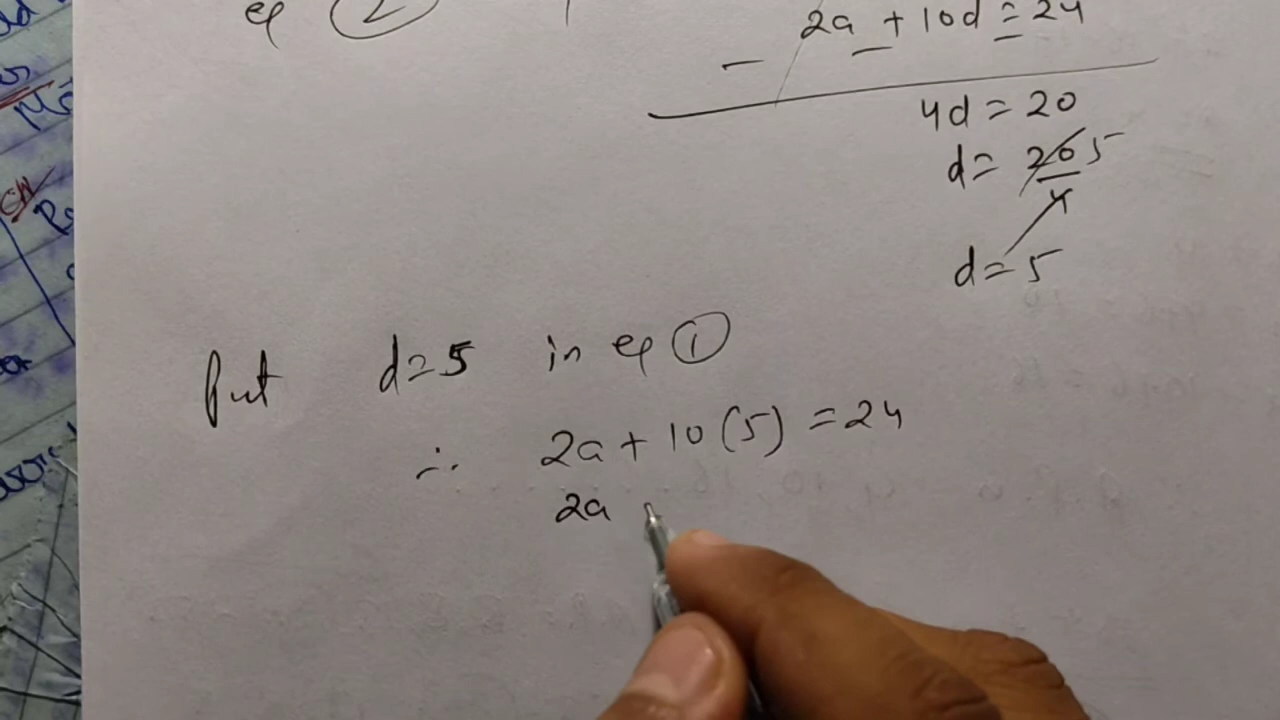 eq 2
2a + 10d = 24
4d = 20
d = 20 5
4
d = 5
Put d = 5 in eq 1
∴ 2a + 10(5) = 24
2a